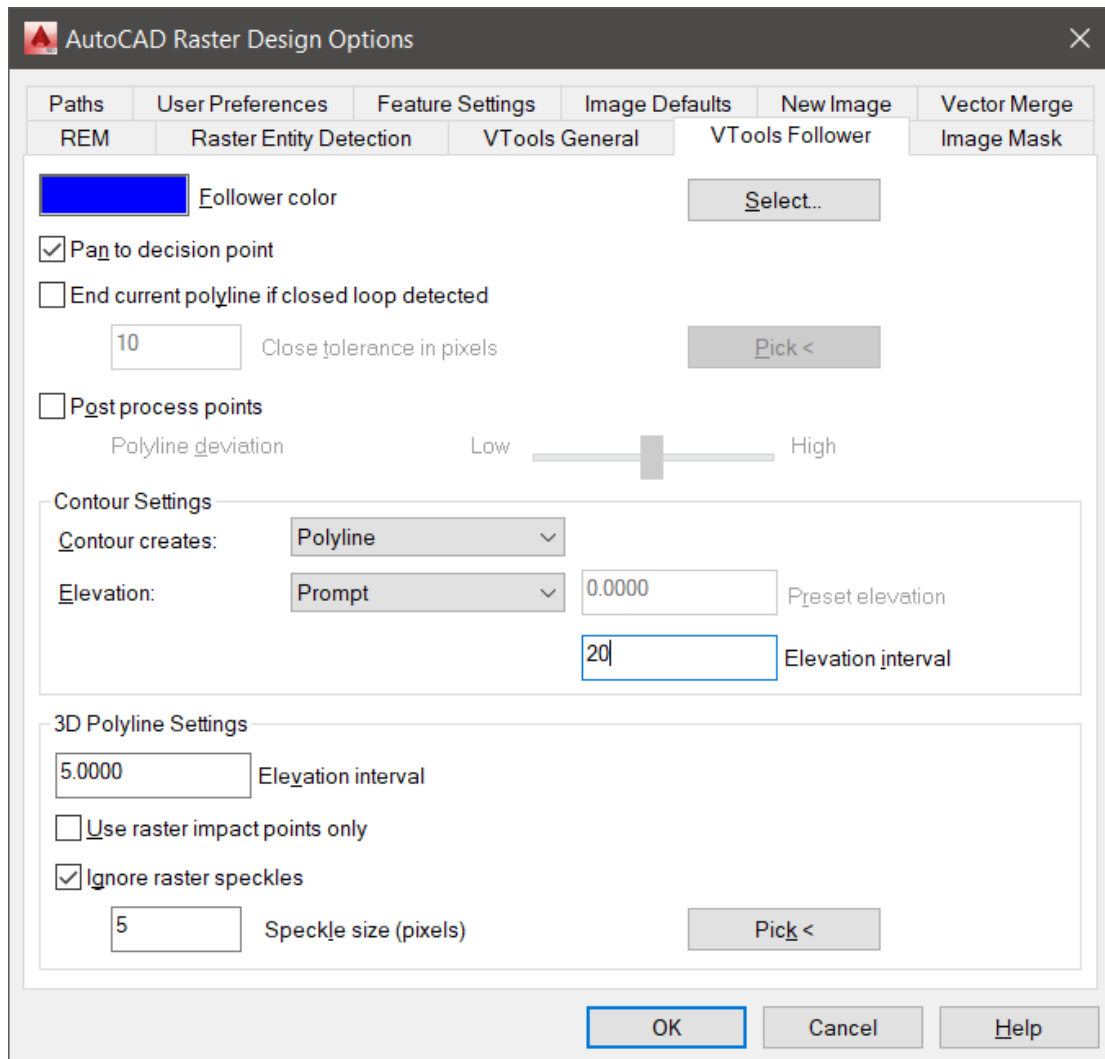 AutoCAD Raster Design Options
Paths User Preferences Feature Settings Image Defaults New Image Vector Merge
REM Raster Entity Detection VTools General VTools Follower Image Mask
Follower color Select...
Pan to decision point
End current polyline if closed loop detected
10 Close tolerance in pixels Pick <
Post process points
Polyline deviation Low High
Contour Settings
Contour creates: Polyline
Elevation: Prompt 0.0000 Preset elevation
20 Elevation interval
3D Polyline Settings
5.0000 Elevation interval
Use raster impact points only
Ignore raster speckles
5 Speckle size (pixels) Pick <
OK Cancel Help